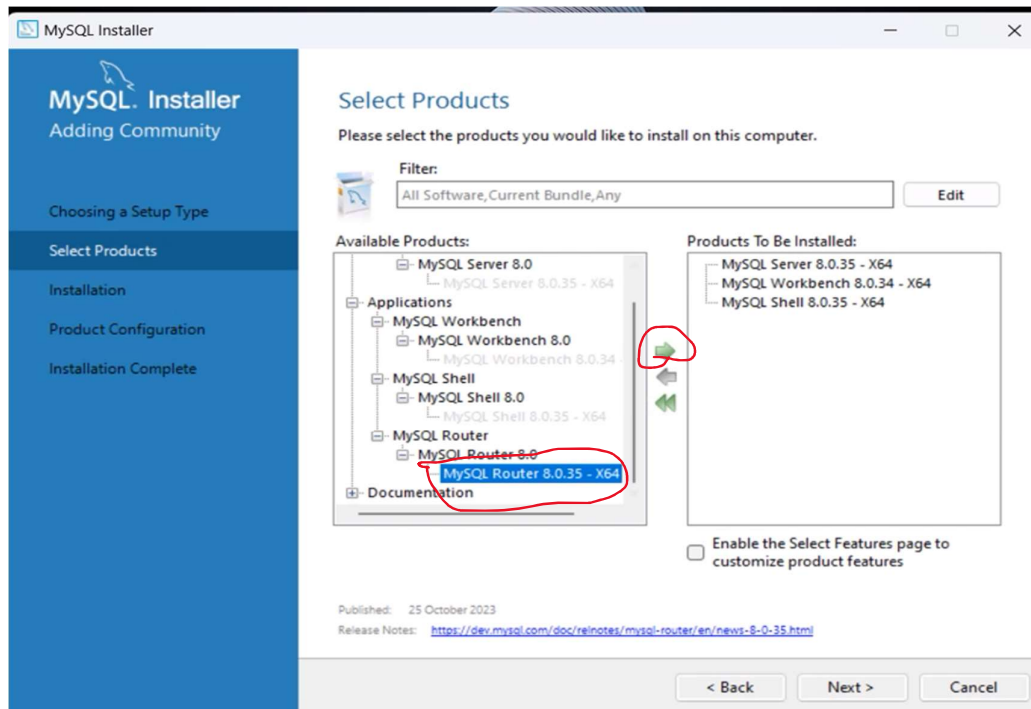 MySQL Installer
MySQL. Installer
Adding Community
Choosing a Setup Type
Select Products
Installation
Product Configuration
Installation Complete
Select Products
Please select the products you would like to install on this computer.
Filter:
All Software,Current Bundle,Any
Edit
Available Products:
MySQL Server 8.0
MySQL Server 8.0.35 - X64
Applications
MySQL Workbench
MySQL Workbench 8.0
MySQL Workbench 8.0.34 -
MySQL Shell
MySQL Shell 8.0
MySQL Shell 8.0.35 - X64
MySQL Router
MySQL Router 8.0
MySQL Router 8.0.35 - X64
Documentation
Products To Be Installed:
MySQL Server 8.0.35 - X64
MySQL Workbench 8.0.34 - X64
MySQL Shell 8.0.35 - X64
Enable the Select Features page to
customize product features
Published: 25 October 2023
Release Notes: https://dev.mysql.com/doc/relnotes/mysql-router/en/news-8-0-35.html
< Back
Next >
Cancel